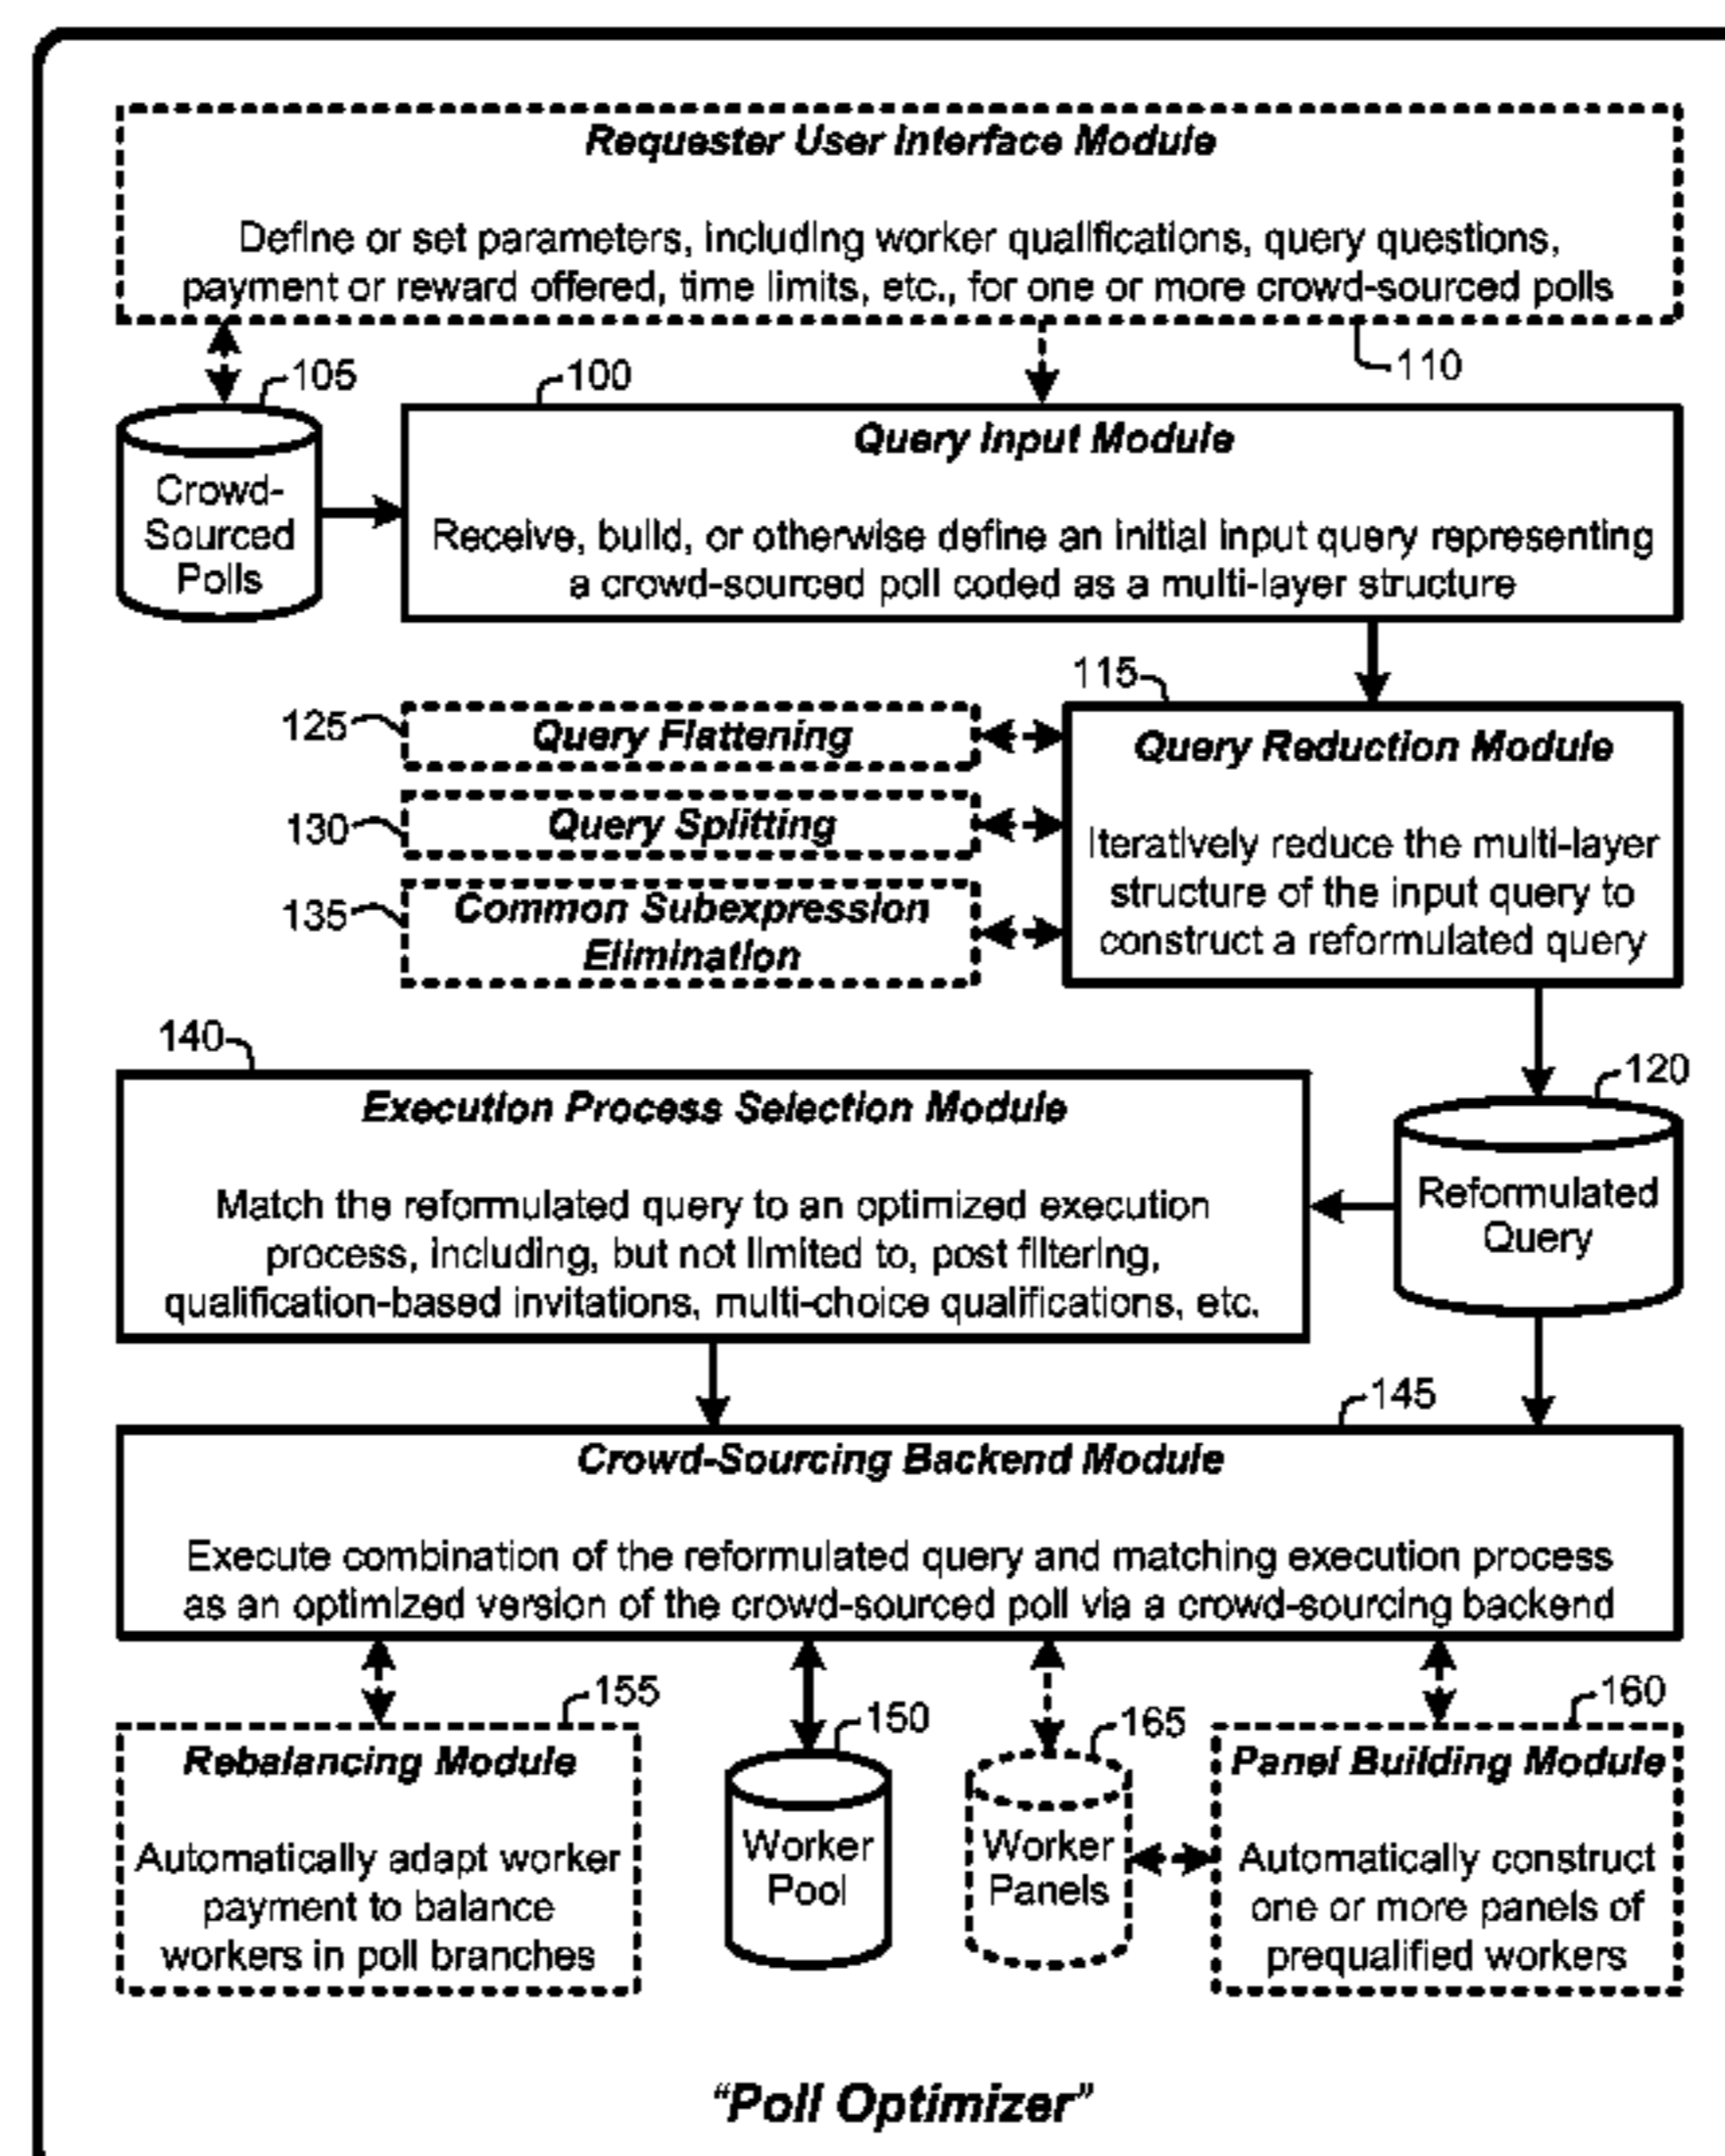 Requester User Interface Module
Define or set parameters, including worker qualifications, query questions,
payment or reward offered, time limits, etc., for one or more crowd-sourced polls
110
105
Crowd-
Sourced
Polls
100
Query Input Module
Receive, build, or otherwise define an initial input query representing
a crowd-sourced poll coded as a multi-layer structure
115
125
Query Flattening
130
Query Splitting
135
Common Subexpression
Elimination
Query Reduction Module
Iteratively reduce the multi-layer
structure of the input query to
construct a reformulated query
140
Execution Process Selection Module
Match the reformulated query to an optimized execution
process, including, but not limited to, post filtering,
qualification-based invitations, multi-choice qualifications, etc.
120
Reformulated
Query
145
Crowd-Sourcing Backend Module
Execute combination of the reformulated query and matching execution process
as an optimized version of the crowd-sourced poll via a crowd-sourcing backend
155
Rebalancing Module
Automatically adapt worker
payment to balance
workers in poll branches
150
Worker
Pool
165
Worker
Panels
160
Panel Building Module
Automatically construct
one or more panels of
prequalified workers
“Poll Optimizer”